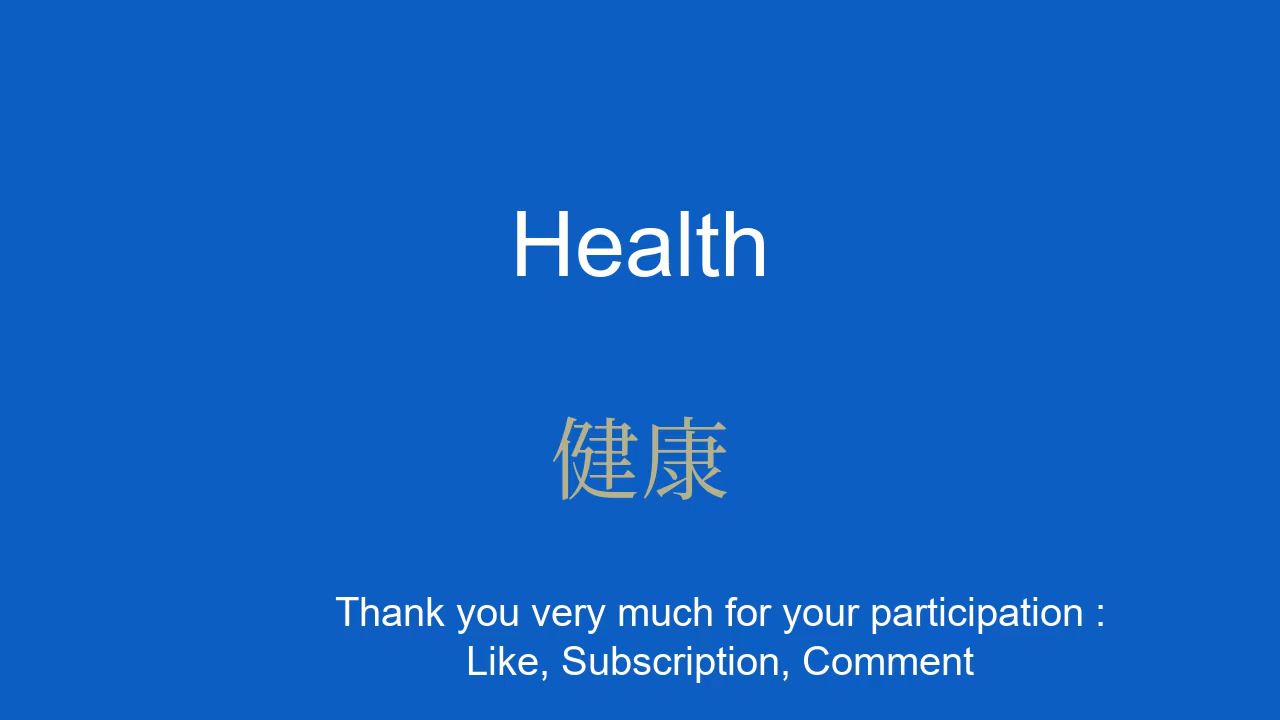 Health
健康
Thank you very much for your participation :
Like, Subscription, Comment